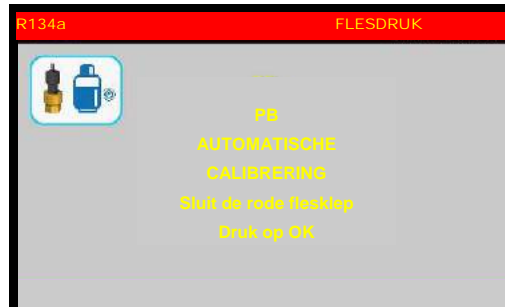 R134a FLESDRUK
PB
AUTOMATISCHE
CALIBRERING
Sluit de rode flesklep
Druk op OK